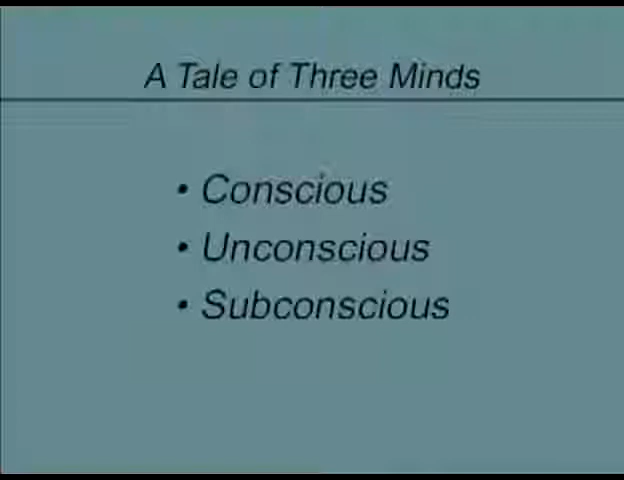 A Tale of Three Minds
• Conscious
• Unconscious
• Subconscious